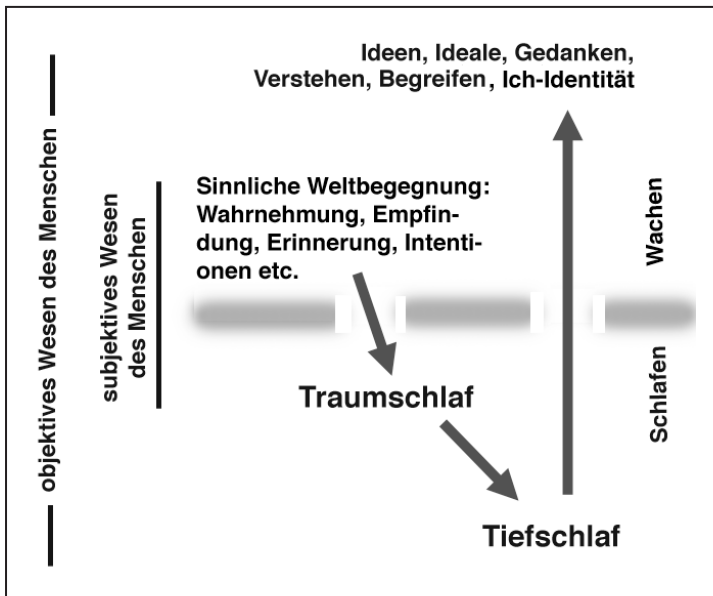 Ideen, Ideale, Gedanken,
Verstehen, Begreifen, Ich-Identität
objektives Wesen des Menschen
subjektives Wesen
des Menschen
Sinnliche Weltbegegnung:
Wahrnehmung, Empfin-
dung, Erinnerung, Intenti-
onen etc.
Wachen
Schlafen
Traumschlaf
Tiefschlaf